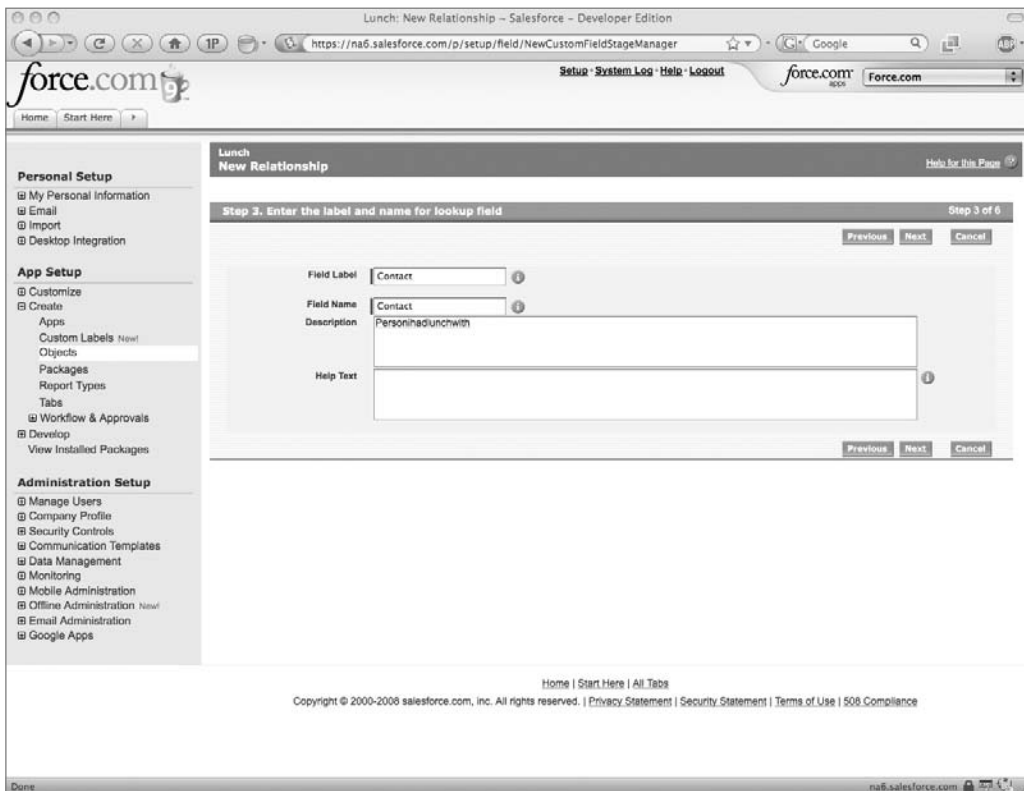 Lunch: New Relationship – Salesforce – Developer Edition
1P https://na6.salesforce.com/p/setup/field/NewCustomFieldStageManager Google ABP
force.com
Setup · System Log · Help · Logout
force.com apps
Force.com
Home Start Here
Personal Setup
My Personal Information
Email
Import
Desktop Integration
App Setup
Customize
Create
Apps
Custom Labels New!
Objects
Packages
Report Types
Tabs
Workflow & Approvals
Develop
View Installed Packages
Administration Setup
Manage Users
Company Profile
Security Controls
Communication Templates
Data Management
Monitoring
Mobile Administration
Offline Administration New!
Email Administration
Google Apps
Lunch
New Relationship
Help for this Page
Step 3. Enter the label and name for lookup field Step 3 of 6
Previous Next Cancel
Field Label Contact
Field Name Contact
Description Personihadlunchwith
Help Text
Previous Next Cancel
Home | Start Here | All Tabs
Copyright © 2000-2008 salesforce.com, inc. All rights reserved. | Privacy Statement | Security Statement | Terms of Use | 508 Compliance
Done na6.salesforce.com